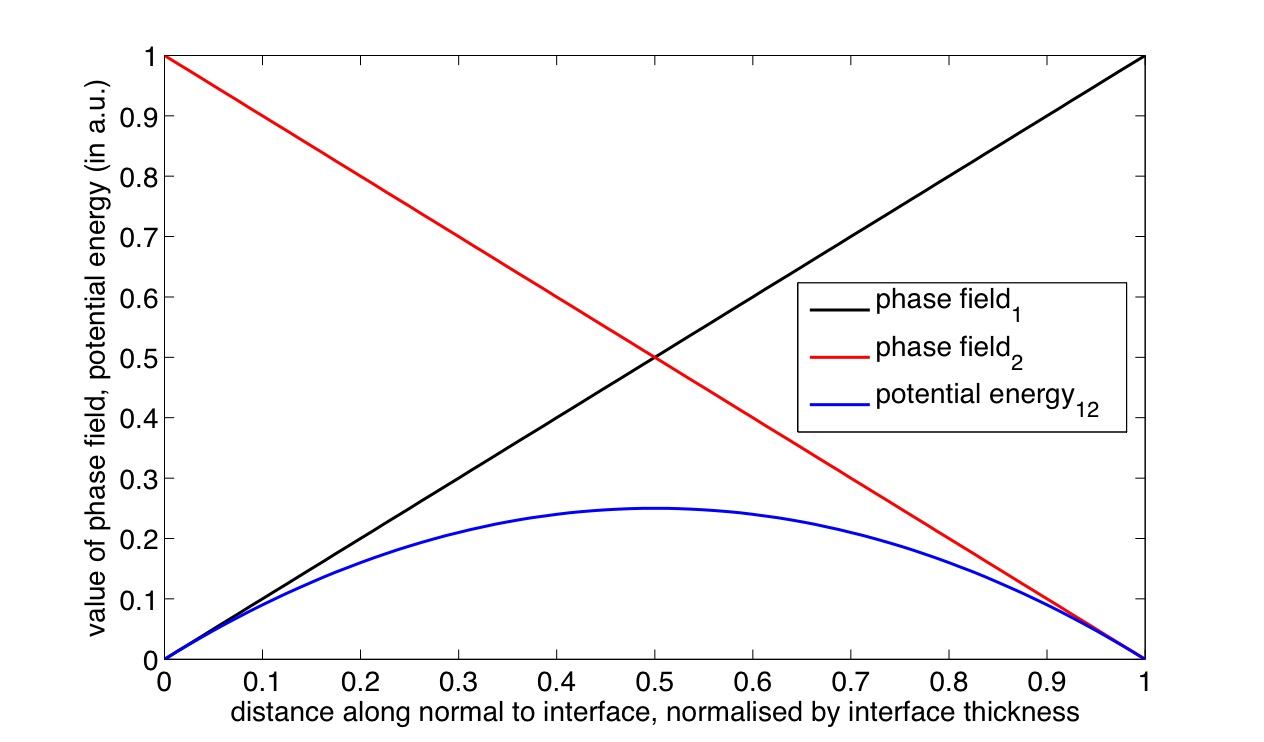 value of phase field, potential energy (in a.u.)
1
0.9
0.8
0.7
0.6
0.5
0.4
0.3
0.2
0.1
0
phase field1
phase field2
potential energy12
0 0.1 0.2 0.3 0.4 0.5 0.6 0.7 0.8 0.9 1
distance along normal to interface, normalised by interface thickness